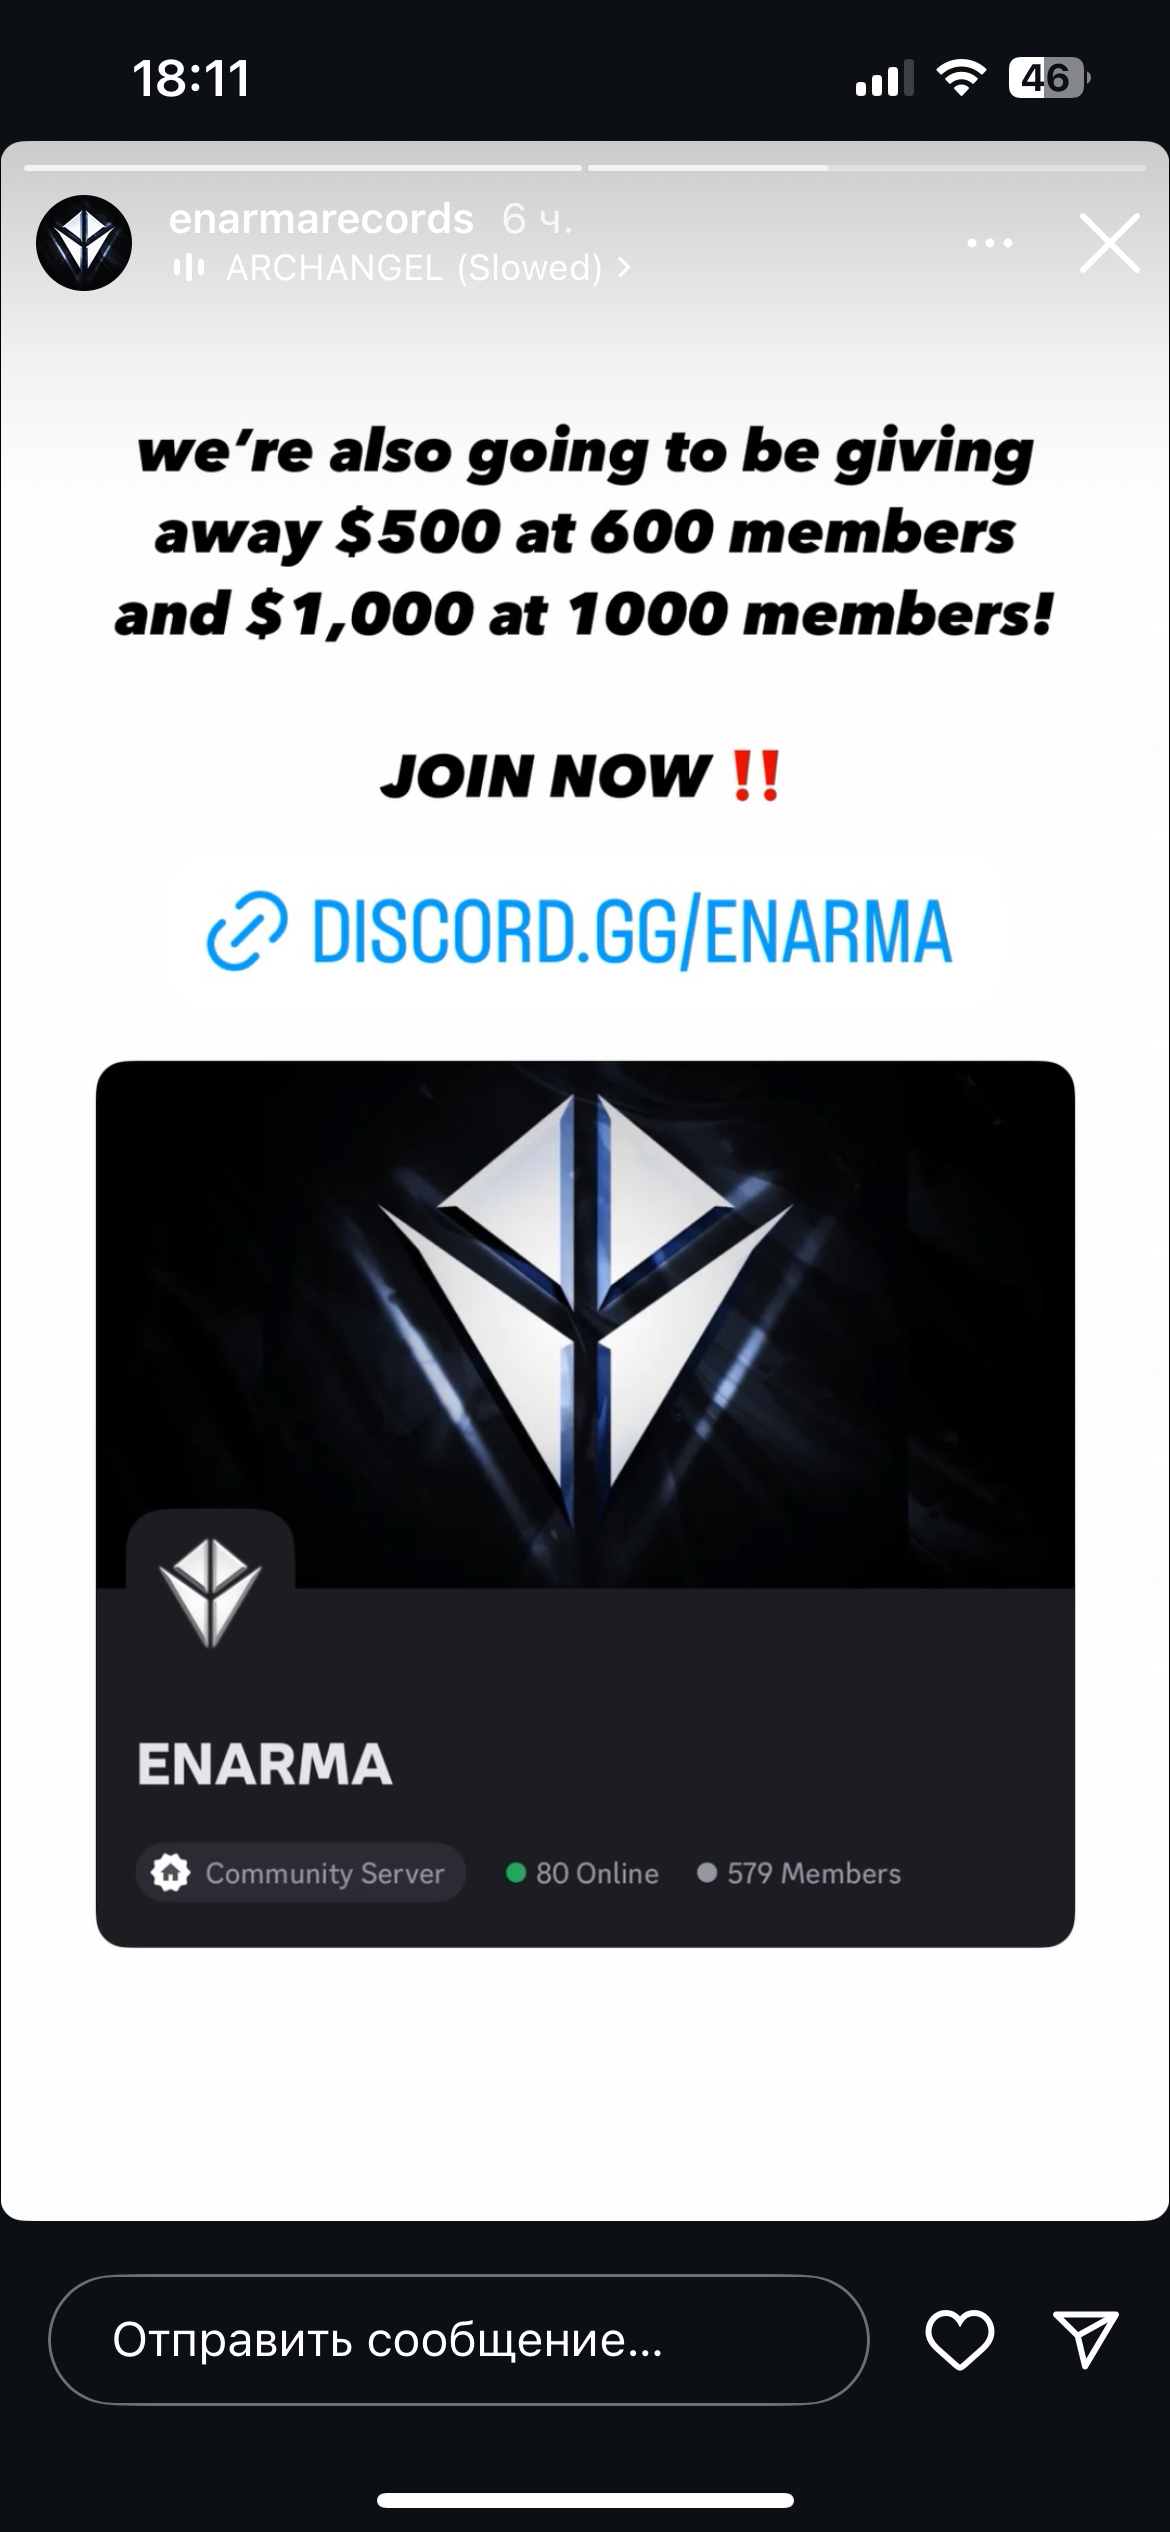 18:11
46
enarmarecords 6 ч.
ARCHANGEL (Slowed)
we’re also going to be giving
away $500 at 600 members
and $1,000 at 1000 members!
JOIN NOW ‼️
DISCORD.GG/ENARMA
ENARMA
Community Server 80 Online 579 Members
Отправить сообщение...